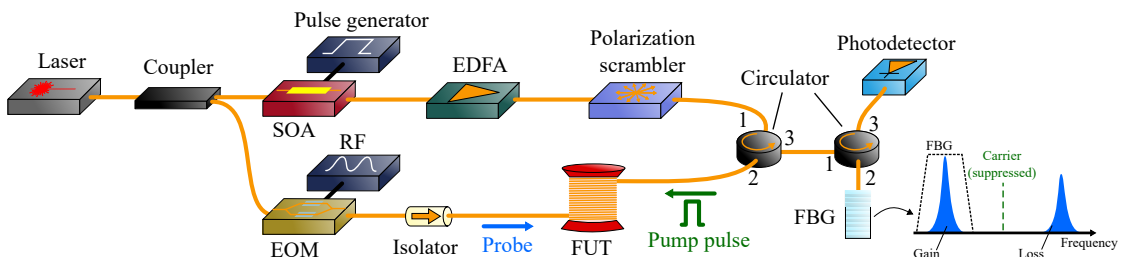 Pulse generator
Laser
Coupler
SOA
EDFA
Polarization
scrambler
Circulator
Photodetector
1
3
2
3
1
2
RF
EOM
Isolator
Probe
FUT
Pump pulse
FBG
FBG
Carrier
(suppressed)
Gain
Loss
Frequency